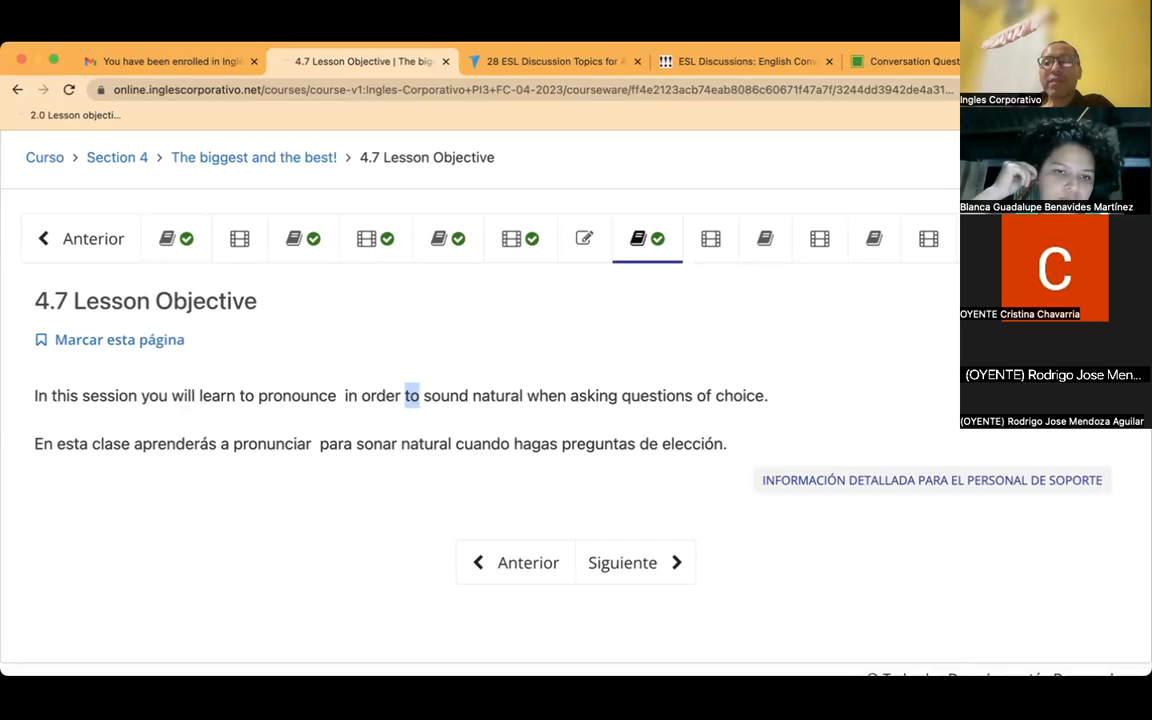 You have been enrolled in Ingl
4.7 Lesson Objective | The big
28 ESL Discussion Topics for A
ESL Discussions: English Conv
Conversation Quest
online.inglescorporativo.net/courses/course-v1:Ingles-Corporativo+PI3+FC-04-2023/courseware/ff4e2123acb74eab8086c60671f47a7f/3244dd3942de4a31...
2.0 Lesson objecti...
Ingles Corporativo
Curso > Section 4 > The biggest and the best! > 4.7 Lesson Objective
Blanca Guadalupe Benavides Martínez
Anterior
C
4.7 Lesson Objective
OYENTE Cristina Chavarria
Marcar esta página
(OYENTE) Rodrigo Jose Men...
In this session you will learn to pronounce in order to sound natural when asking questions of choice.
(OYENTE) Rodrigo Jose Mendoza Aguilar
En esta clase aprenderás a pronunciar para sonar natural cuando hagas preguntas de elección.
INFORMACIÓN DETALLADA PARA EL PERSONAL DE SOPORTE
Anterior Siguiente